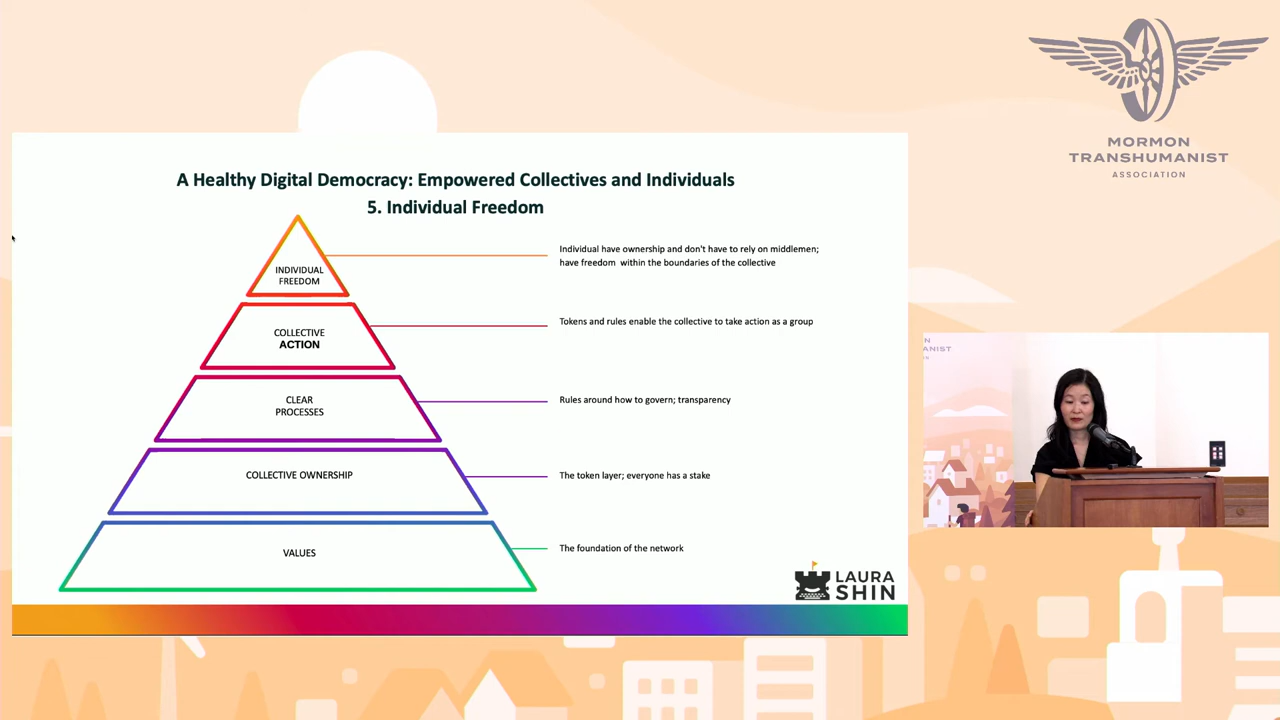 MORMON
TRANSHUMANIST
ASSOCIATION
A Healthy Digital Democracy: Empowered Collectives and Individuals
5. Individual Freedom
INDIVIDUAL
FREEDOM
Individual have ownership and don't have to rely on middlemen;
have freedom within the boundaries of the collective
COLLECTIVE
ACTION
Tokens and rules enable the collective to take action as a group
CLEAR
PROCESSES
Rules around how to govern; transparency
COLLECTIVE OWNERSHIP
The token layer; everyone has a stake
VALUES
The foundation of the network
LAURA
SHIN
N
ANIST